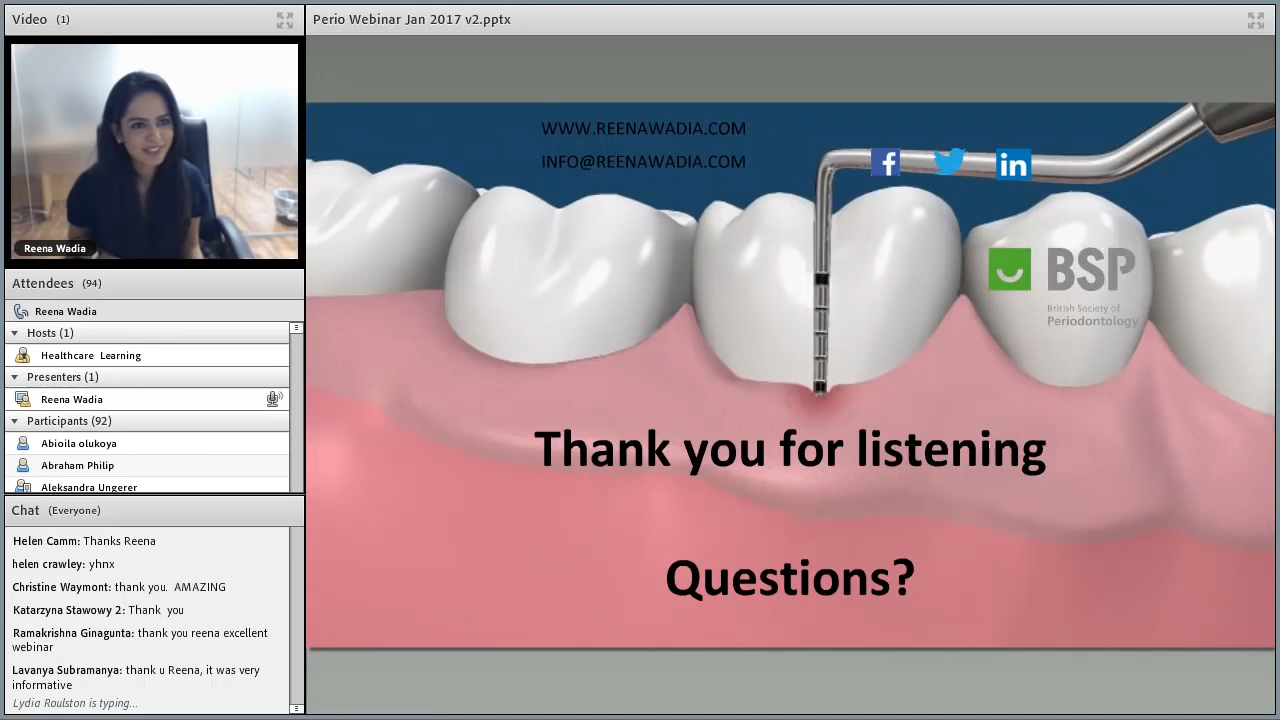 Video (1)
Reena Wadia
Attendees (94)
Reena Wadia
Hosts (1)
Healthcare Learning
Presenters (1)
Reena Wadia
Participants (92)
Abioila olukoya
Abraham Philip
Aleksandra Ungerer
Chat (Everyone)
Helen Camm: Thanks Reena
helen crawley: yhnx
Christine Waymont: thank you. AMAZING
Katarzyna Stawowy 2: Thank you
Ramakrishna Ginagunta: thank you reena excellent
webinar
Lavanya Subramanya: thank u Reena, it was very
informative
Lydia Roulston is typing...
Perio Webinar Jan 2017 v2.pptx
WWW.REENAWADIA.COM
INFO@REENAWADIA.COM
f
in
BSP
British Society of
Periodontology
Thank you for listening
Questions?